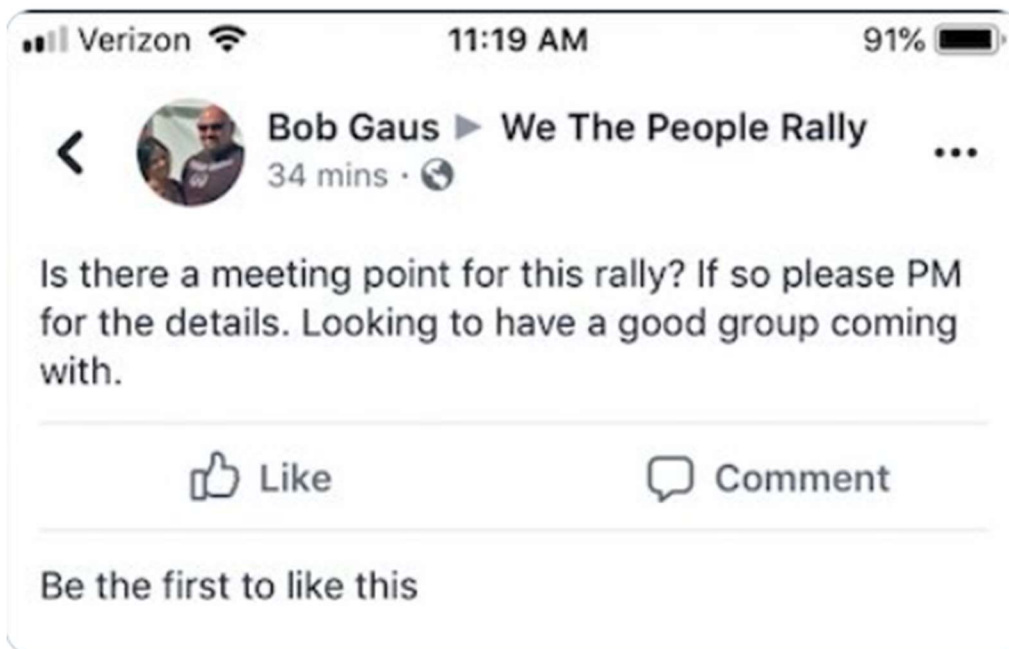 Verizon 11:19 AM 91%
Bob Gaus ▶ We The People Rally
34 mins ·
Is there a meeting point for this rally? If so please PM
for the details. Looking to have a good group coming
with.
Like Comment
Be the first to like this